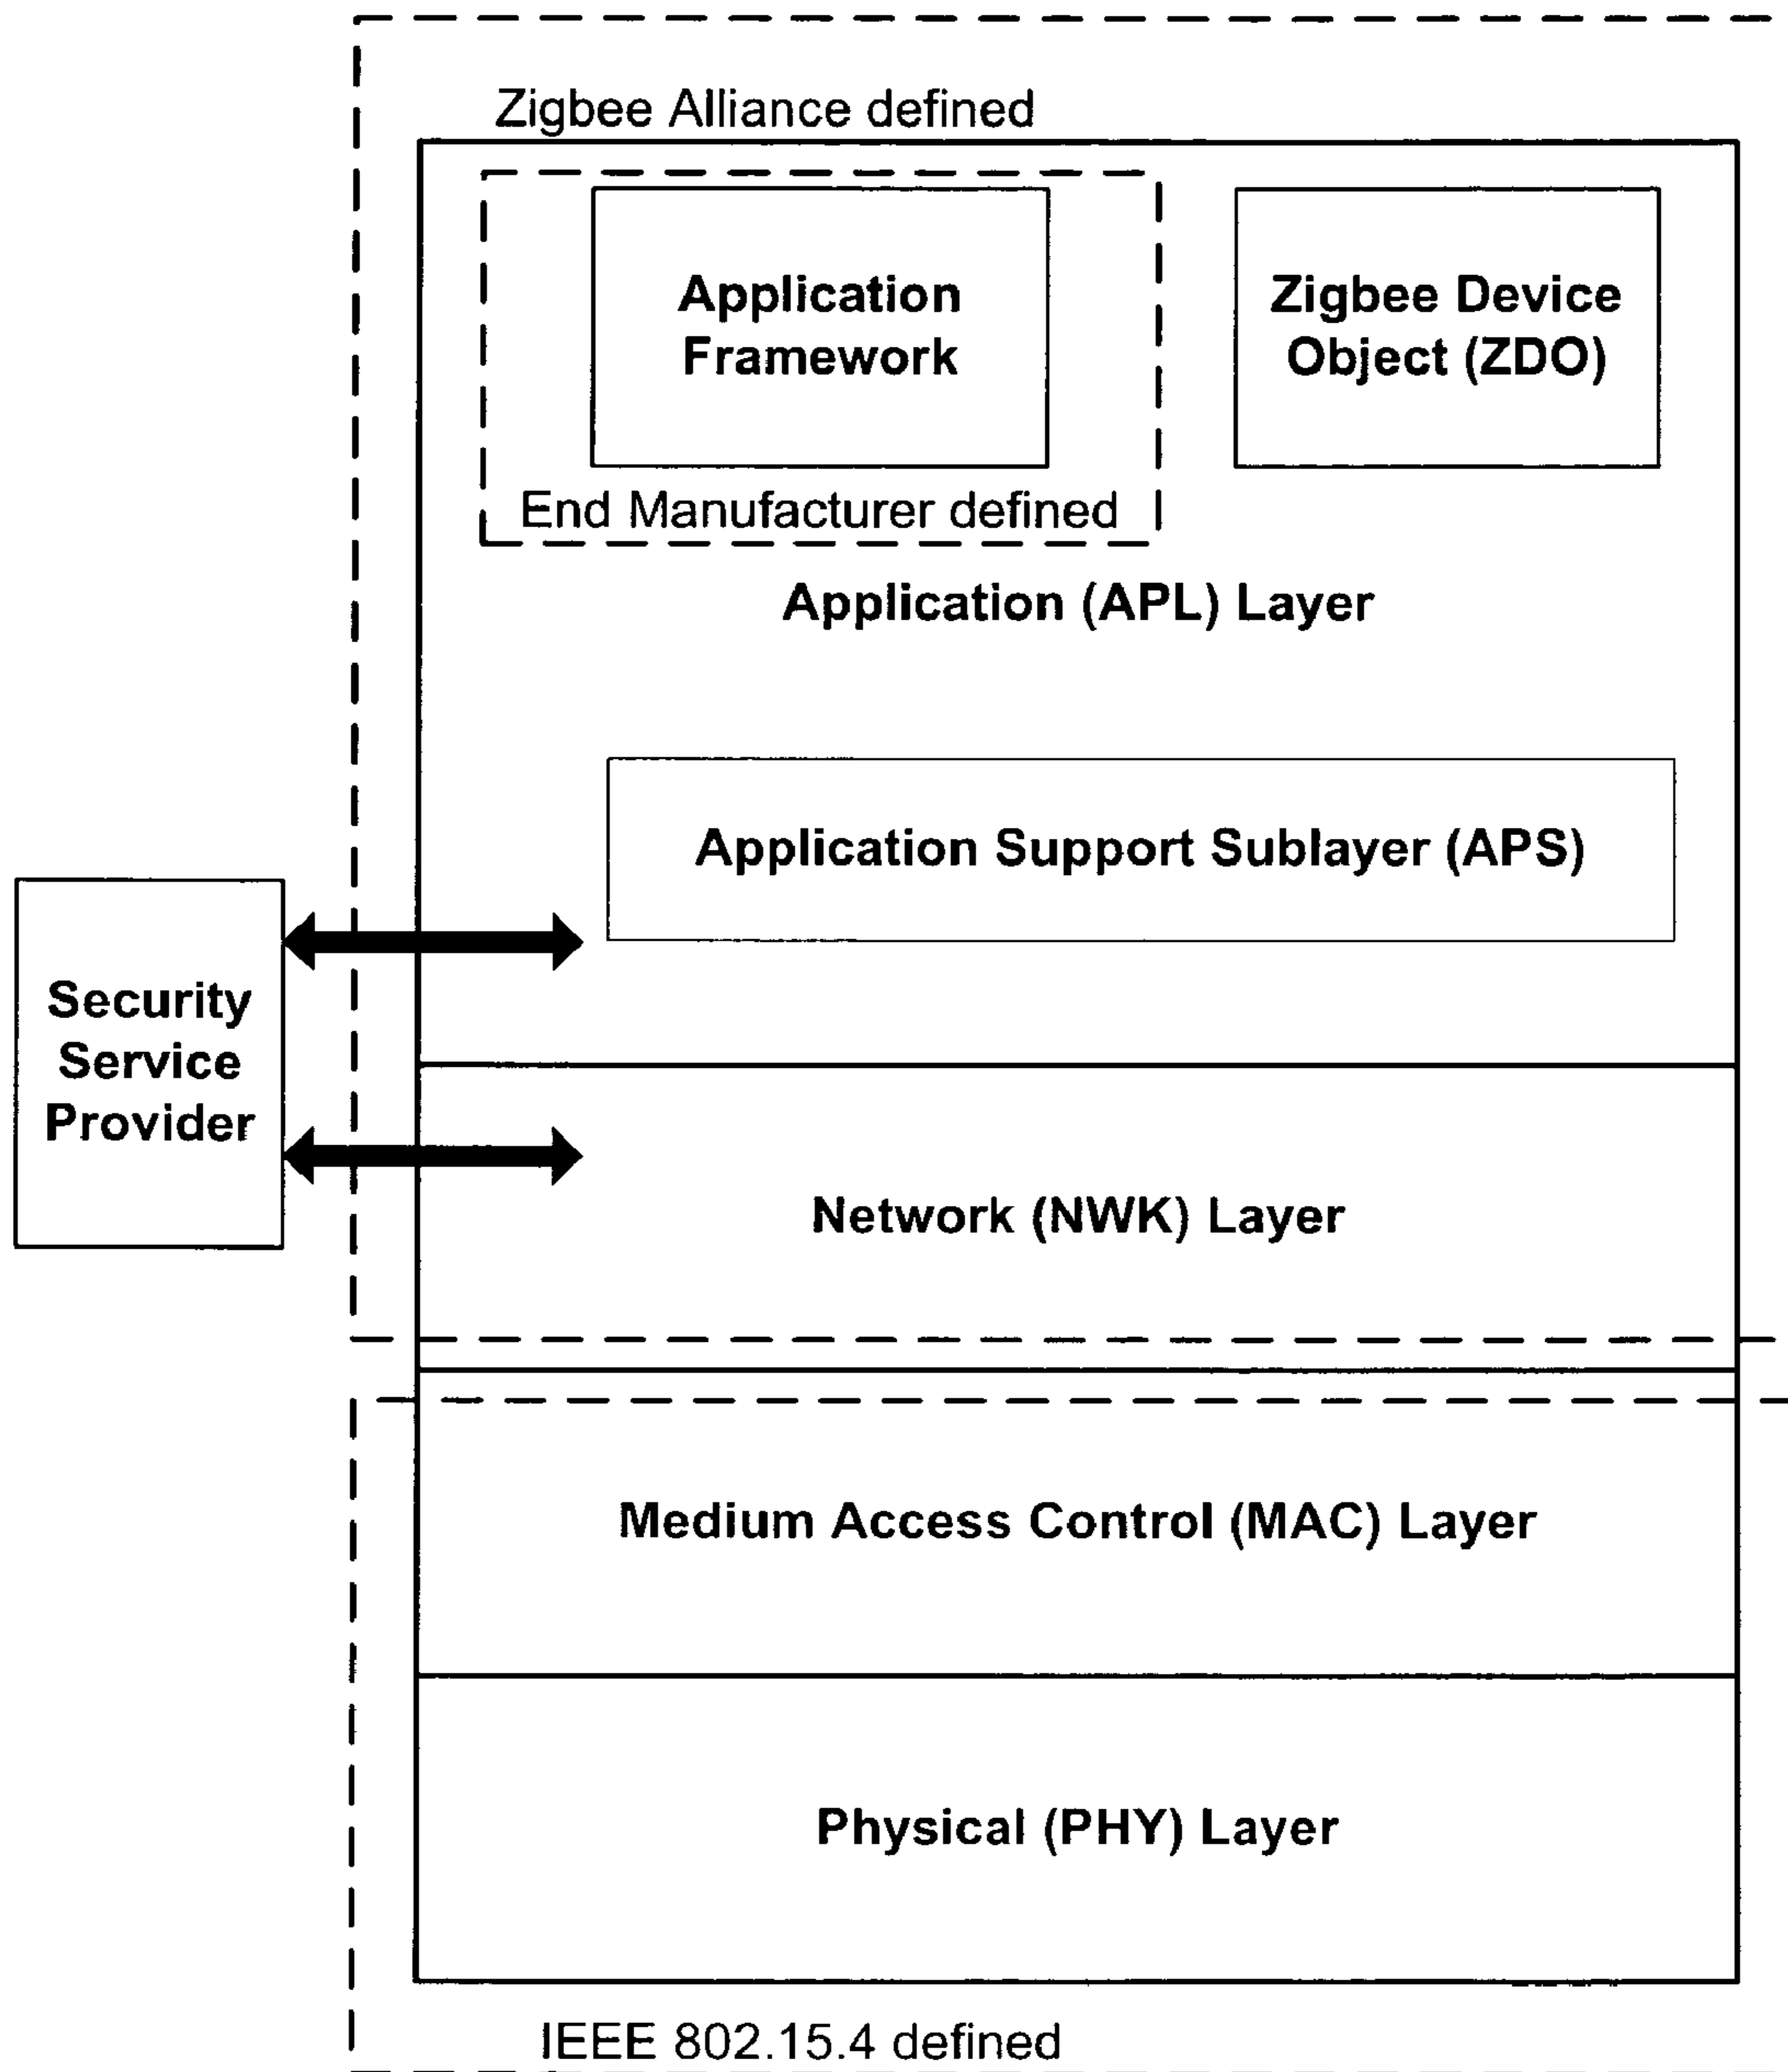 Zigbee Alliance defined
Application
Framework
Zigbee Device
Object (ZDO)
End Manufacturer defined
Application (APL) Layer
Application Support Sublayer (APS)
Security
Service
Provider
Network (NWK) Layer
Medium Access Control (MAC) Layer
Physical (PHY) Layer
IEEE 802.15.4 defined